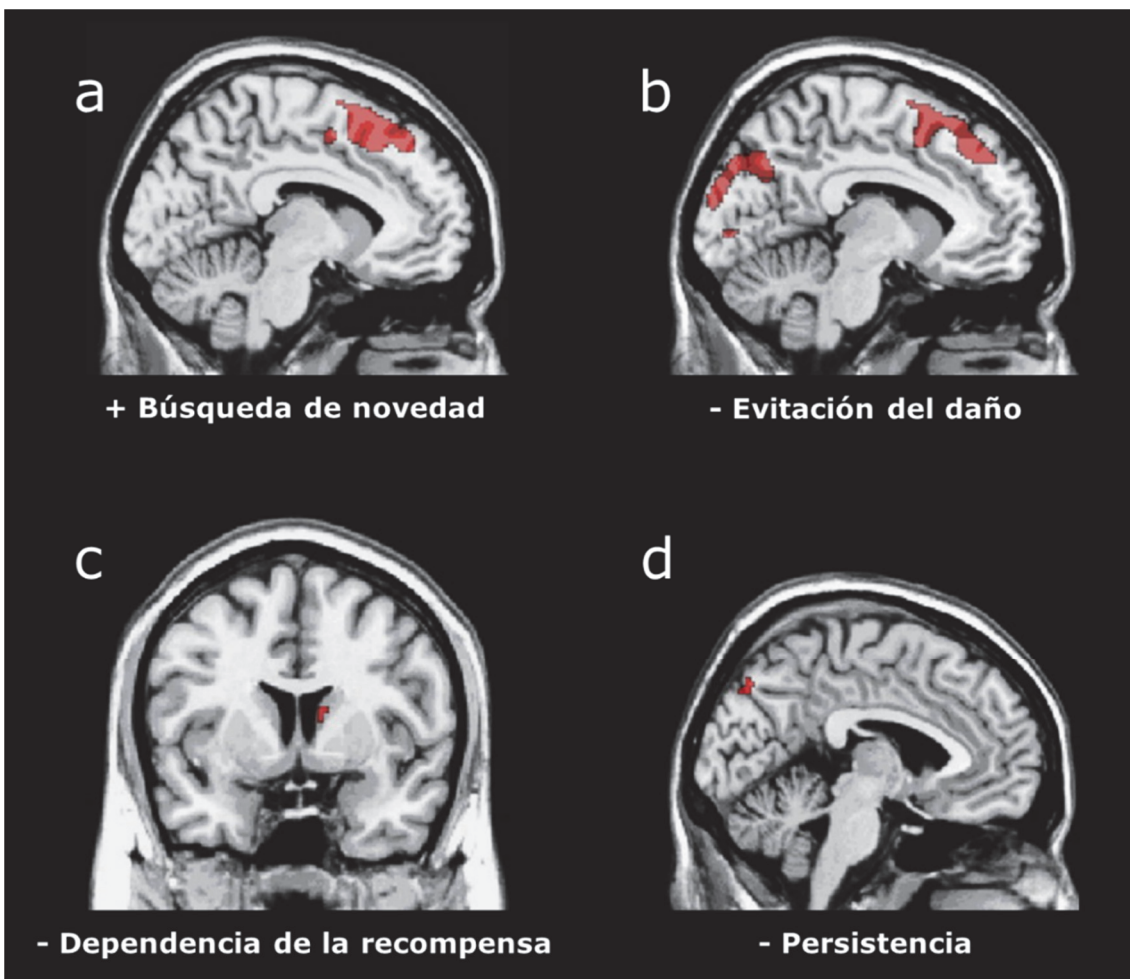 a
b
+ Búsqueda de novedad
- Evitación del daño
c
d
- Dependencia de la recompensa
- Persistencia